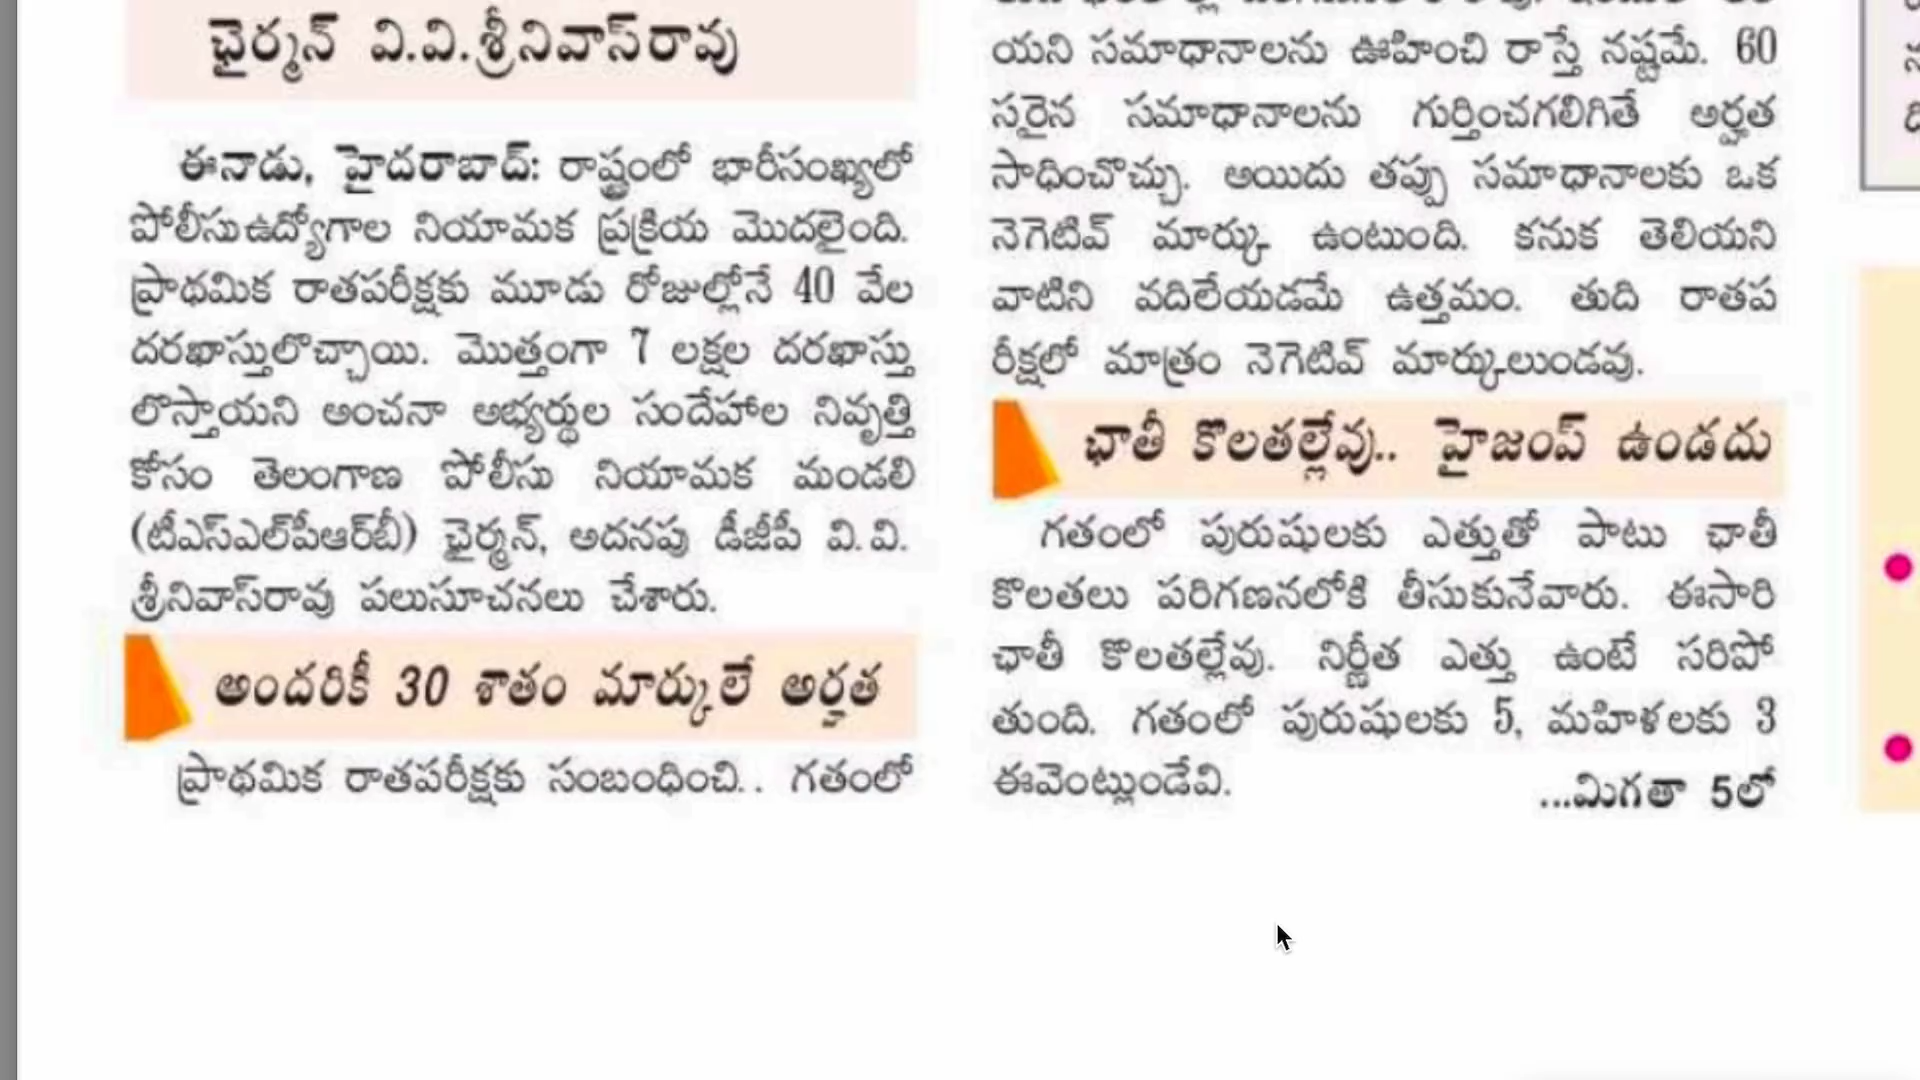 ఛైర్మన్ వి.వి.శ్రీనివాస్‌రావు
ఈనాడు, హైదరాబాద్: రాష్ట్రంలో భారీసంఖ్యలో
పోలీసుఉద్యోగాల నియామక ప్రక్రియ మొదలైంది.
ప్రాథమిక రాతపరీక్షకు మూడు రోజుల్లోనే 40 వేల
దరఖాస్తులొచ్చాయి. మొత్తంగా 7 లక్షల దరఖాస్తు
లొస్తాయని అంచనా అభ్యర్థుల సందేహాల నివృత్తి
కోసం తెలంగాణ పోలీసు నియామక మండలి
(టీఎస్ఎల్‌పీఆర్‌బీ) ఛైర్మన్, అదనపు డీజీపీ వి.వి.
శ్రీనివాస్‌రావు పలుసూచనలు చేశారు.
అందరికీ 30 శాతం మార్కులే అర్హత
ప్రాథమిక రాతపరీక్షకు సంబంధించి.. గతంలో
యని సమాధానాలను ఊహించి రాస్తే నష్టమే. 60
సరైన సమాధానాలను గుర్తించగలిగితే అర్హత
సాధించొచ్చు. అయిదు తప్పు సమాధానాలకు ఒక
నెగెటివ్ మార్కు ఉంటుంది. కనుక తెలియని
వాటిని వదిలేయడమే ఉత్తమం. తుది రాతప
రీక్షలో మాత్రం నెగెటివ్ మార్కులుండవు.
ఛాతీ కొలతల్లేవు.. హైజంప్ ఉండదు
గతంలో పురుషులకు ఎత్తుతో పాటు ఛాతీ
కొలతలు పరిగణనలోకి తీసుకునేవారు. ఈసారి
ఛాతీ కొలతల్లేవు. నిర్ణీత ఎత్తు ఉంటే సరిపో
తుంది. గతంలో పురుషులకు 5, మహిళలకు 3
ఈవెంట్లుండేవి. ...మిగతా 5లో